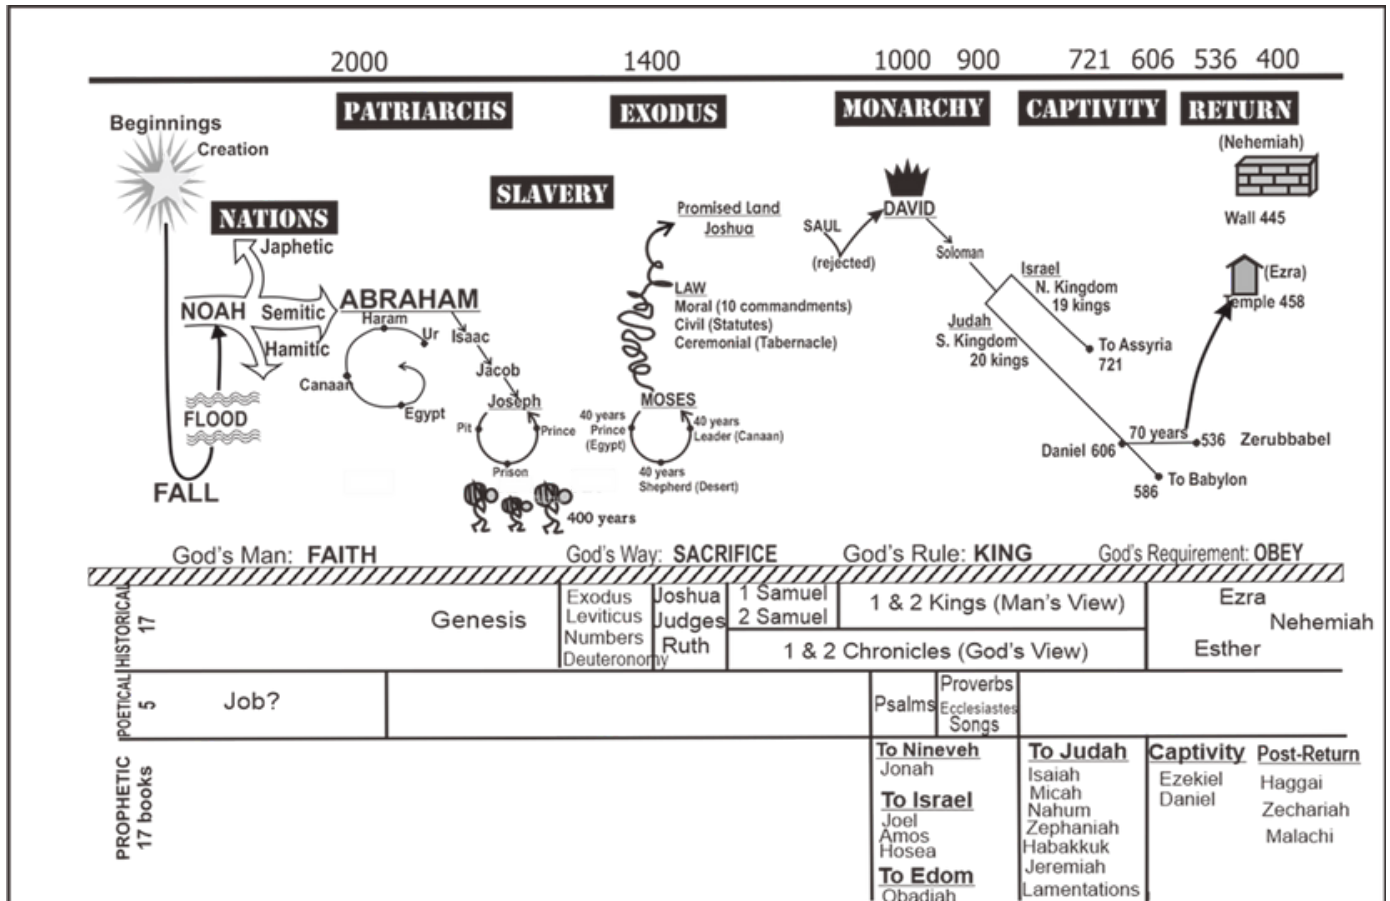 2000 1400 1000 900 721 606 536 400
PATRIARCHS EXODUS MONARCHY CAPTIVITY RETURN
Beginnings
Creation
NATIONS
Japhetic
NOAH
Semitic
Hamitic
FLOOD
FALL
ABRAHAM
Haram
Ur
Canaan
Egypt
Isaac
Jacob
Joseph
Pit
Prince
Prison
SLAVERY
400 years
Promised Land
Joshua
LAW
Moral (10 commandments)
Civil (Statutes)
Ceremonial (Tabernacle)
MOSES
40 years
Prince
(Egypt)
40 years
Leader (Canaan)
40 years
Shepherd (Desert)
SAUL
(rejected)
DAVID
Soloman
Israel
N. Kingdom
19 kings
To Assyria
721
Judah
S. Kingdom
20 kings
Daniel 606
70 years
536 Zerubbabel
To Babylon
586
(Nehemiah)
Wall 445
(Ezra)
Temple 458
God's Man: FAITH
God's Way: SACRIFICE
God's Rule: KING
God's Requirement: OBEY
HISTORICAL
17
Genesis
Exodus
Leviticus
Numbers
Deuteronomy
Joshua
Judges
Ruth
1 Samuel
2 Samuel
1 & 2 Kings (Man's View)
1 & 2 Chronicles (God's View)
Ezra
Nehemiah
Esther
POETICAL
5
Job?
Psalms
Proverbs
Ecclesiastes
Songs
PROPHETIC
17 books
To Nineveh
Jonah
To Israel
Joel
Amos
Hosea
To Edom
Obadiah
To Judah
Isaiah
Micah
Nahum
Zephaniah
Habakkuk
Jeremiah
Lamentations
Captivity
Ezekiel
Daniel
Post-Return
Haggai
Zechariah
Malachi